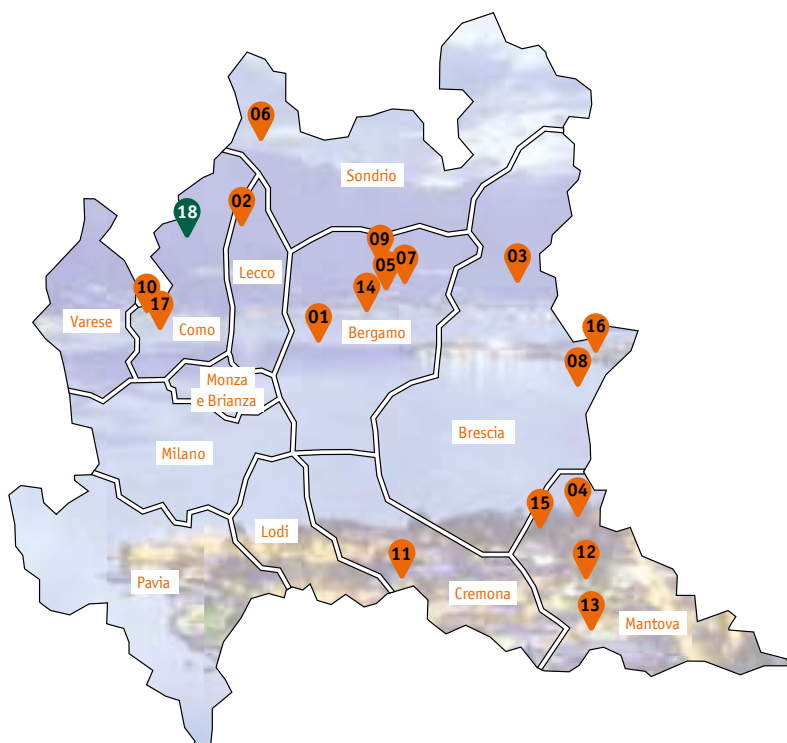 06
Sondrio
02
18
09
03
07
05
Lecco
10
14
17
01
Varese
Como
Bergamo
16
08
Monza
e Brianza
Brescia
Milano
04
15
Lodi
11
12
Pavia
Cremona
13
Mantova